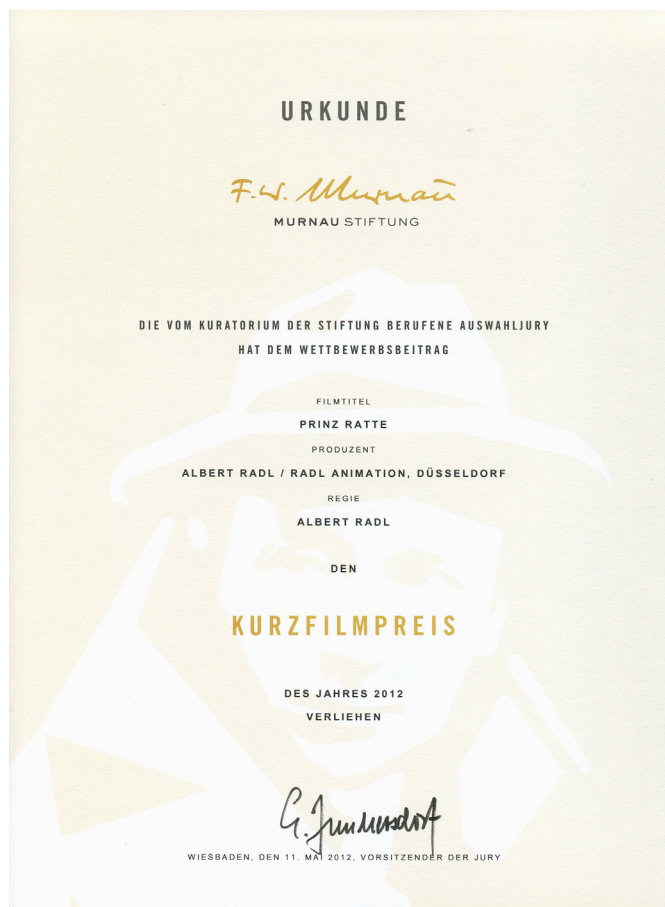 URKUNDE
F.W. Murnau
MURNAU STIFTUNG
DIE VOM KURATORIUM DER STIFTUNG BERUFENE AUSWAHLJURY
HAT DEM WETTBEWERBSBEITRAG
FILMTITEL
PRINZ RATTE
PRODUZENT
ALBERT RADL / RADL ANIMATION, DÜSSELDORF
REGIE
ALBERT RADL
DEN
KURZFILMPREIS
DES JAHRES 2012
VERLIEHEN
WIESBADEN, DEN 11. MAI 2012, VORSITZENDER DER JURY